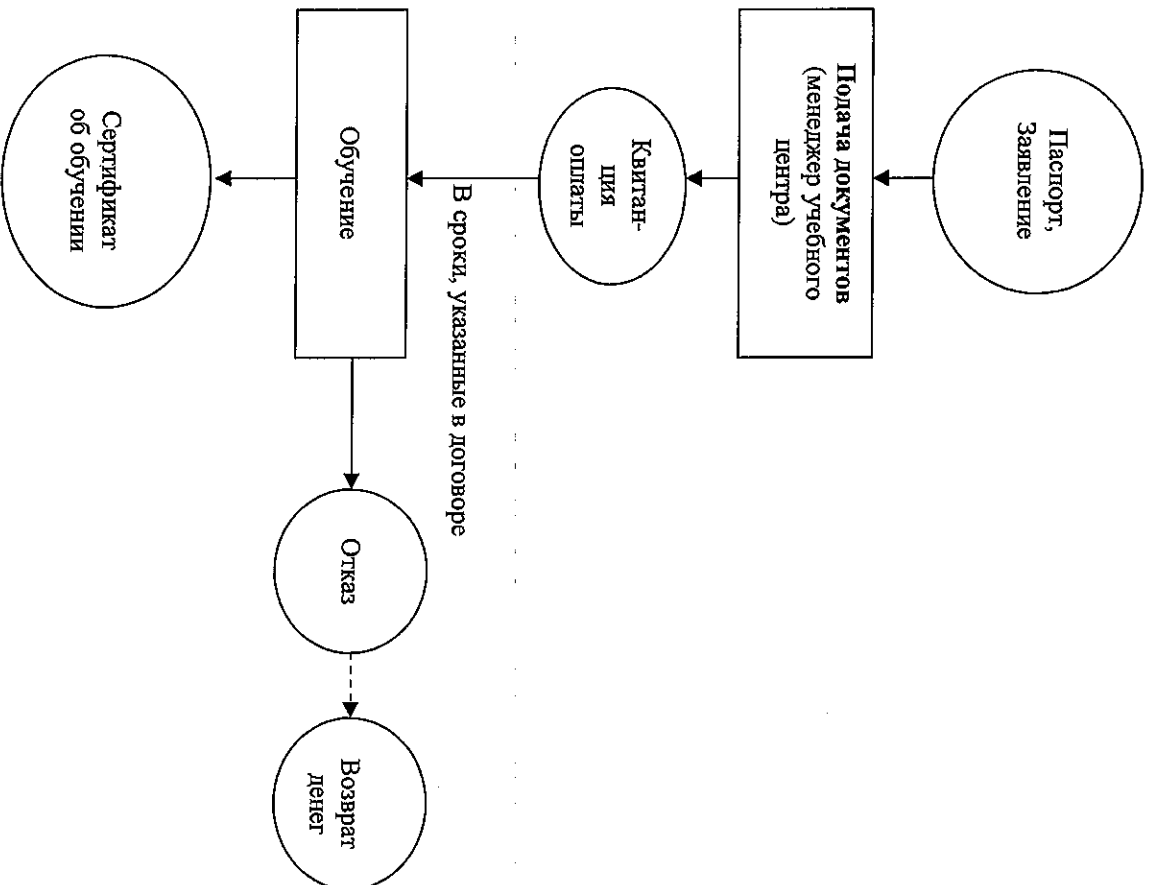 Паспорт,
Заявление
Подача документов
(менеджер учебного
центра)
Квитан-
ция
оплаты
В сроки, указанные в договоре
Обучение
Сертификат
об обучении
Отказ
Возврат
денег